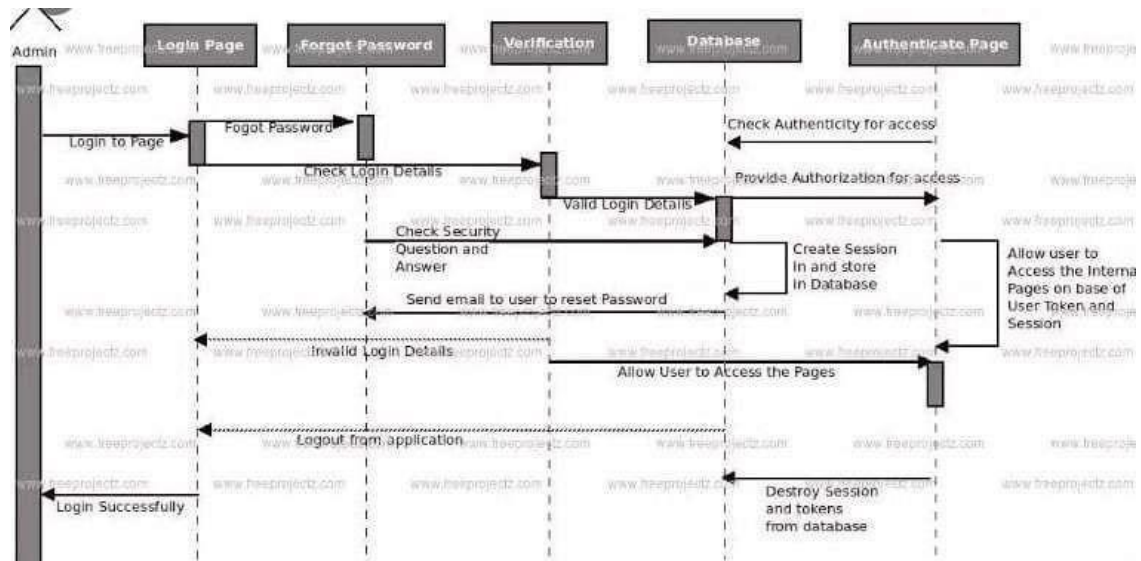 Admin
Login Page
Forgot Password
Verification
Database
Authenticate Page
www.freeprojectz.com
Fogot Password
Login to Page
Check Authenticity for access
Check Login Details
Provide Authorization for access
Valid Login Details
Check Security
Question and
Answer
Create Session
In and store
in Database
Allow user to
Access the Interna
Pages on base of
User Token and
Session
Send email to user to reset Password
Invalid Login Details
Allow User to Access the Pages
Logout from application
Login Successfully
Destroy Session
and tokens
from database